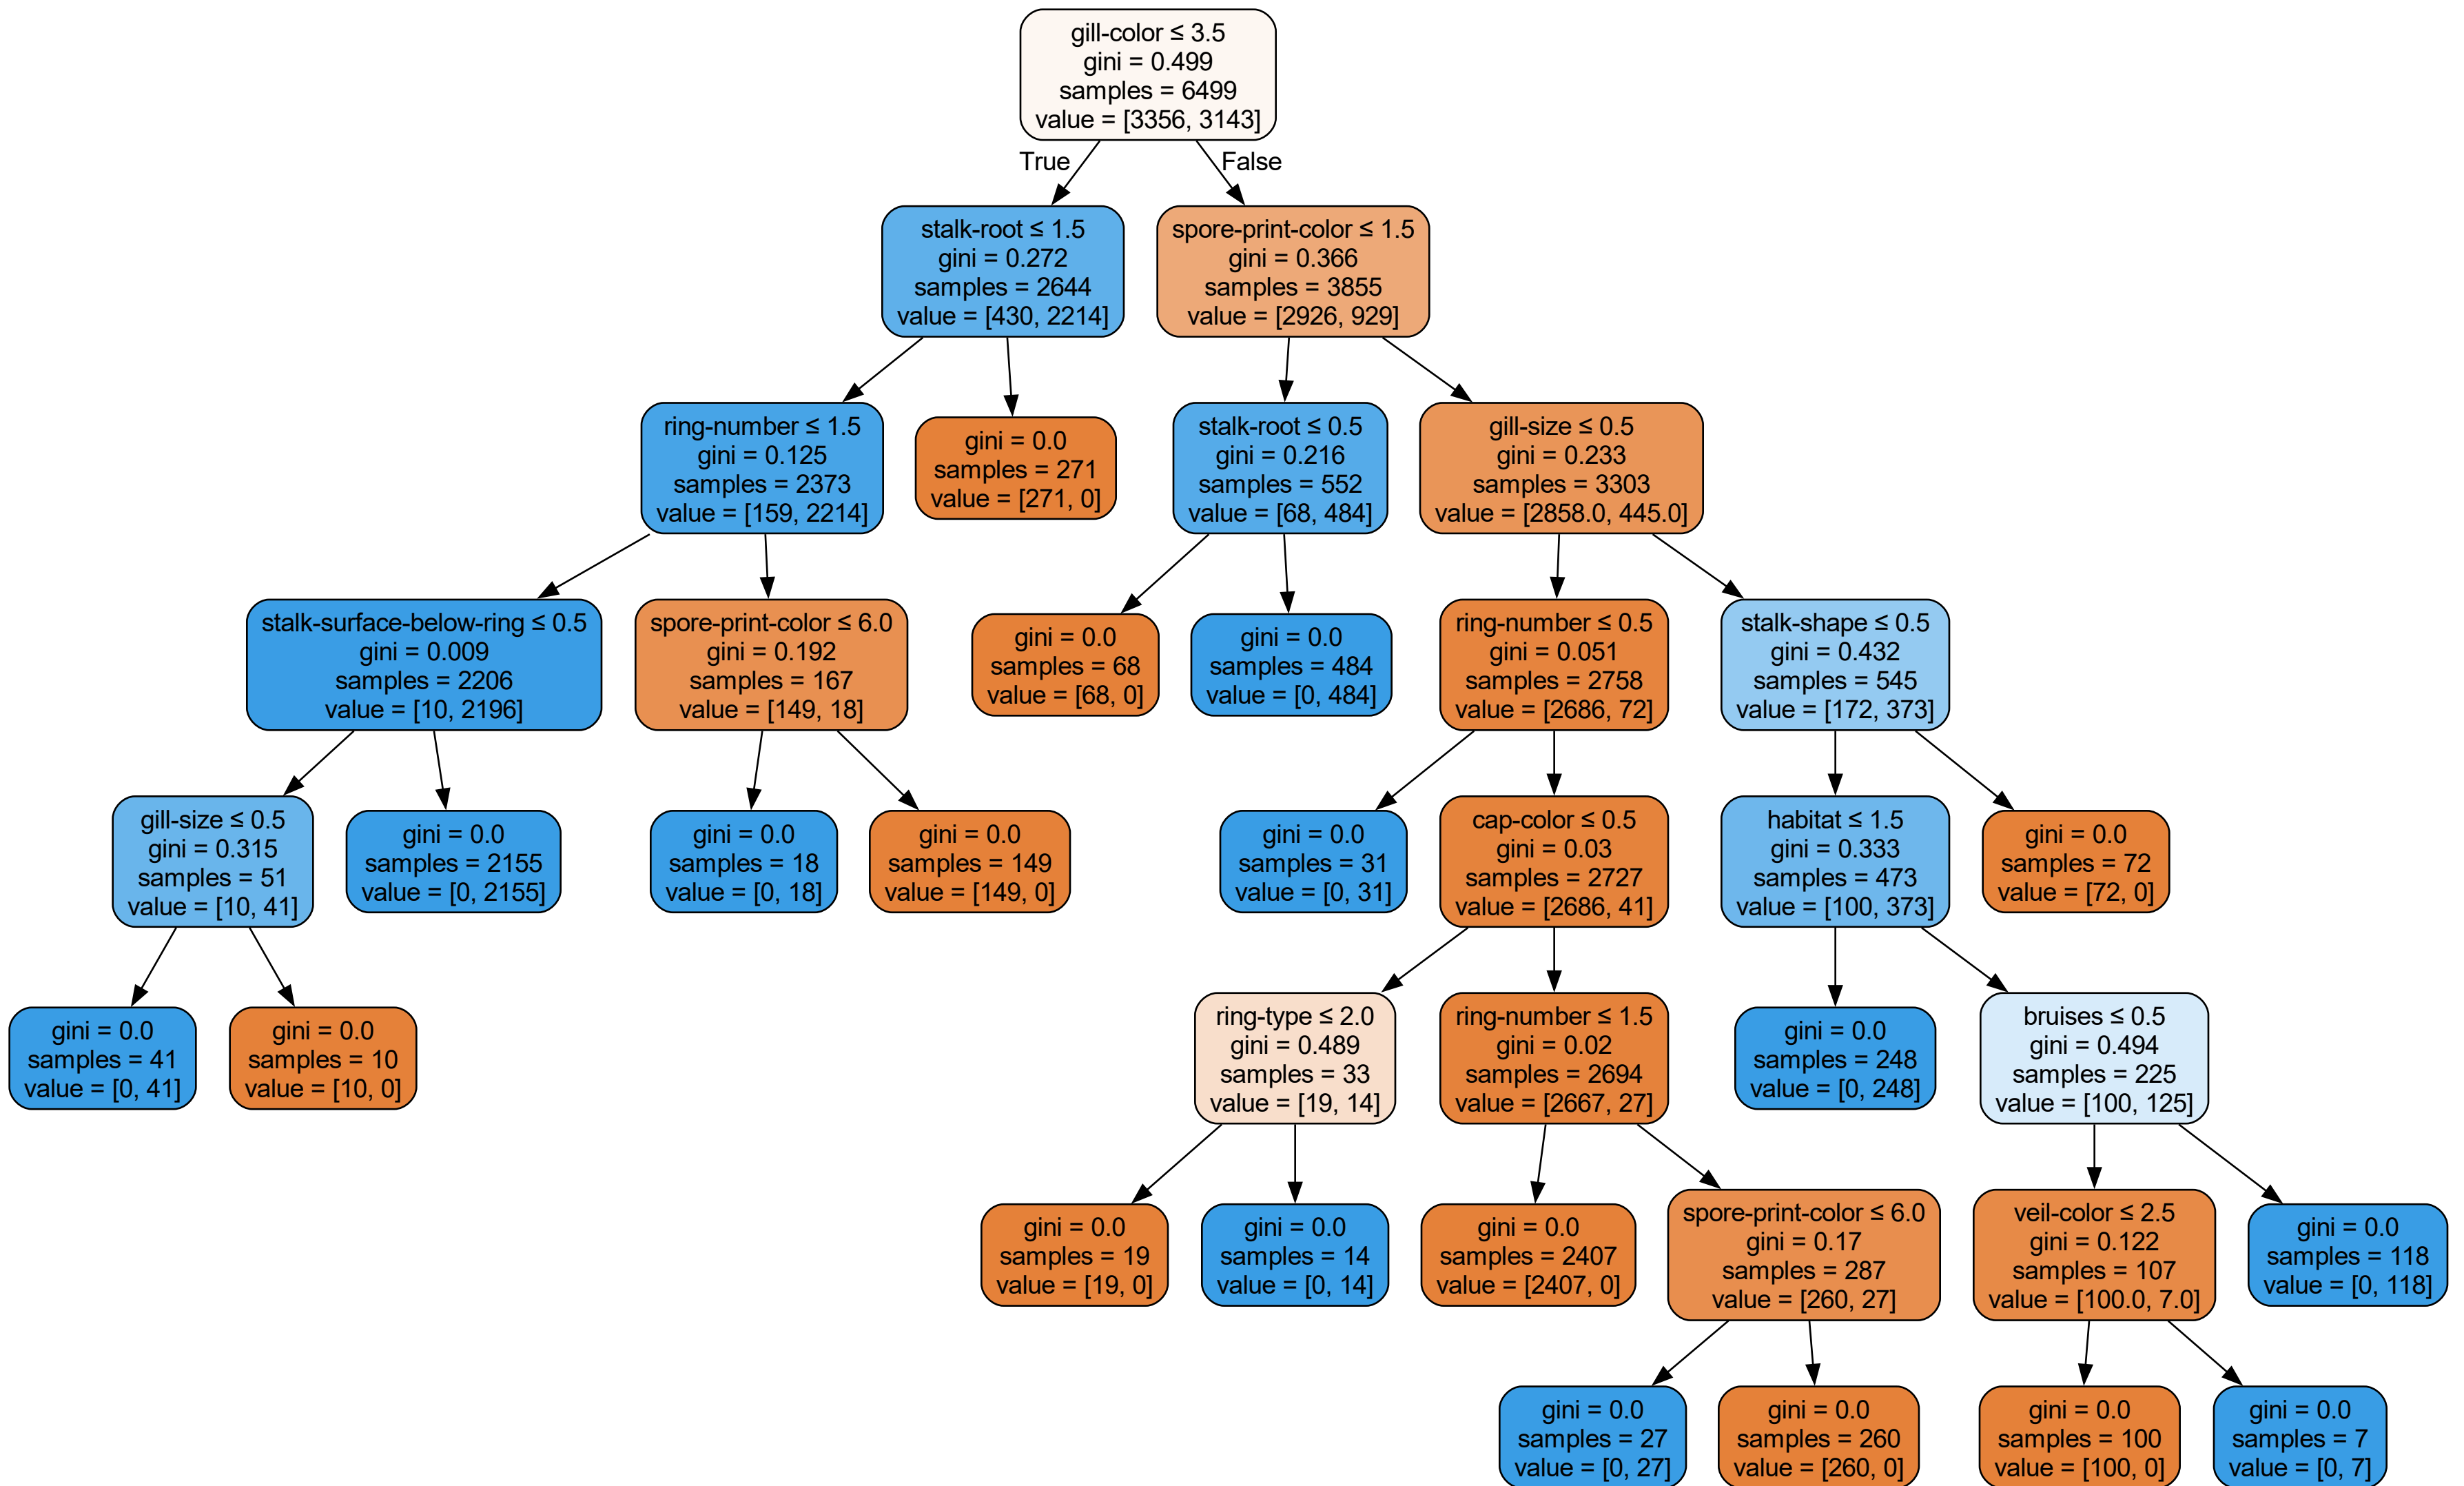 gill-color ≤ 3.5
gini = 0.499
samples = 6499
value = [3356, 3143]
True
False
stalk-root ≤ 1.5
gini = 0.272
samples = 2644
value = [430, 2214]
spore-print-color ≤ 1.5
gini = 0.366
samples = 3855
value = [2926, 929]
ring-number ≤ 1.5
gini = 0.125
samples = 2373
value = [159, 2214]
gini = 0.0
samples = 271
value = [271, 0]
stalk-root ≤ 0.5
gini = 0.216
samples = 552
value = [68, 484]
gill-size ≤ 0.5
gini = 0.233
samples = 3303
value = [2858.0, 445.0]
stalk-surface-below-ring ≤ 0.5
gini = 0.009
samples = 2206
value = [10, 2196]
spore-print-color ≤ 6.0
gini = 0.192
samples = 167
value = [149, 18]
gini = 0.0
samples = 68
value = [68, 0]
gini = 0.0
samples = 484
value = [0, 484]
ring-number ≤ 0.5
gini = 0.051
samples = 2758
value = [2686, 72]
stalk-shape ≤ 0.5
gini = 0.432
samples = 545
value = [172, 373]
gill-size ≤ 0.5
gini = 0.315
samples = 51
value = [10, 41]
gini = 0.0
samples = 2155
value = [0, 2155]
gini = 0.0
samples = 18
value = [0, 18]
gini = 0.0
samples = 149
value = [149, 0]
gini = 0.0
samples = 31
value = [0, 31]
cap-color ≤ 0.5
gini = 0.03
samples = 2727
value = [2686, 41]
habitat ≤ 1.5
gini = 0.333
samples = 473
value = [100, 373]
gini = 0.0
samples = 72
value = [72, 0]
gini = 0.0
samples = 41
value = [0, 41]
gini = 0.0
samples = 10
value = [10, 0]
ring-type ≤ 2.0
gini = 0.489
samples = 33
value = [19, 14]
ring-number ≤ 1.5
gini = 0.02
samples = 2694
value = [2667, 27]
gini = 0.0
samples = 248
value = [0, 248]
bruises ≤ 0.5
gini = 0.494
samples = 225
value = [100, 125]
gini = 0.0
samples = 19
value = [19, 0]
gini = 0.0
samples = 14
value = [0, 14]
gini = 0.0
samples = 2407
value = [2407, 0]
spore-print-color ≤ 6.0
gini = 0.17
samples = 287
value = [260, 27]
veil-color ≤ 2.5
gini = 0.122
samples = 107
value = [100.0, 7.0]
gini = 0.0
samples = 118
value = [0, 118]
gini = 0.0
samples = 27
value = [0, 27]
gini = 0.0
samples = 260
value = [260, 0]
gini = 0.0
samples = 100
value = [100, 0]
gini = 0.0
samples = 7
value = [0, 7]